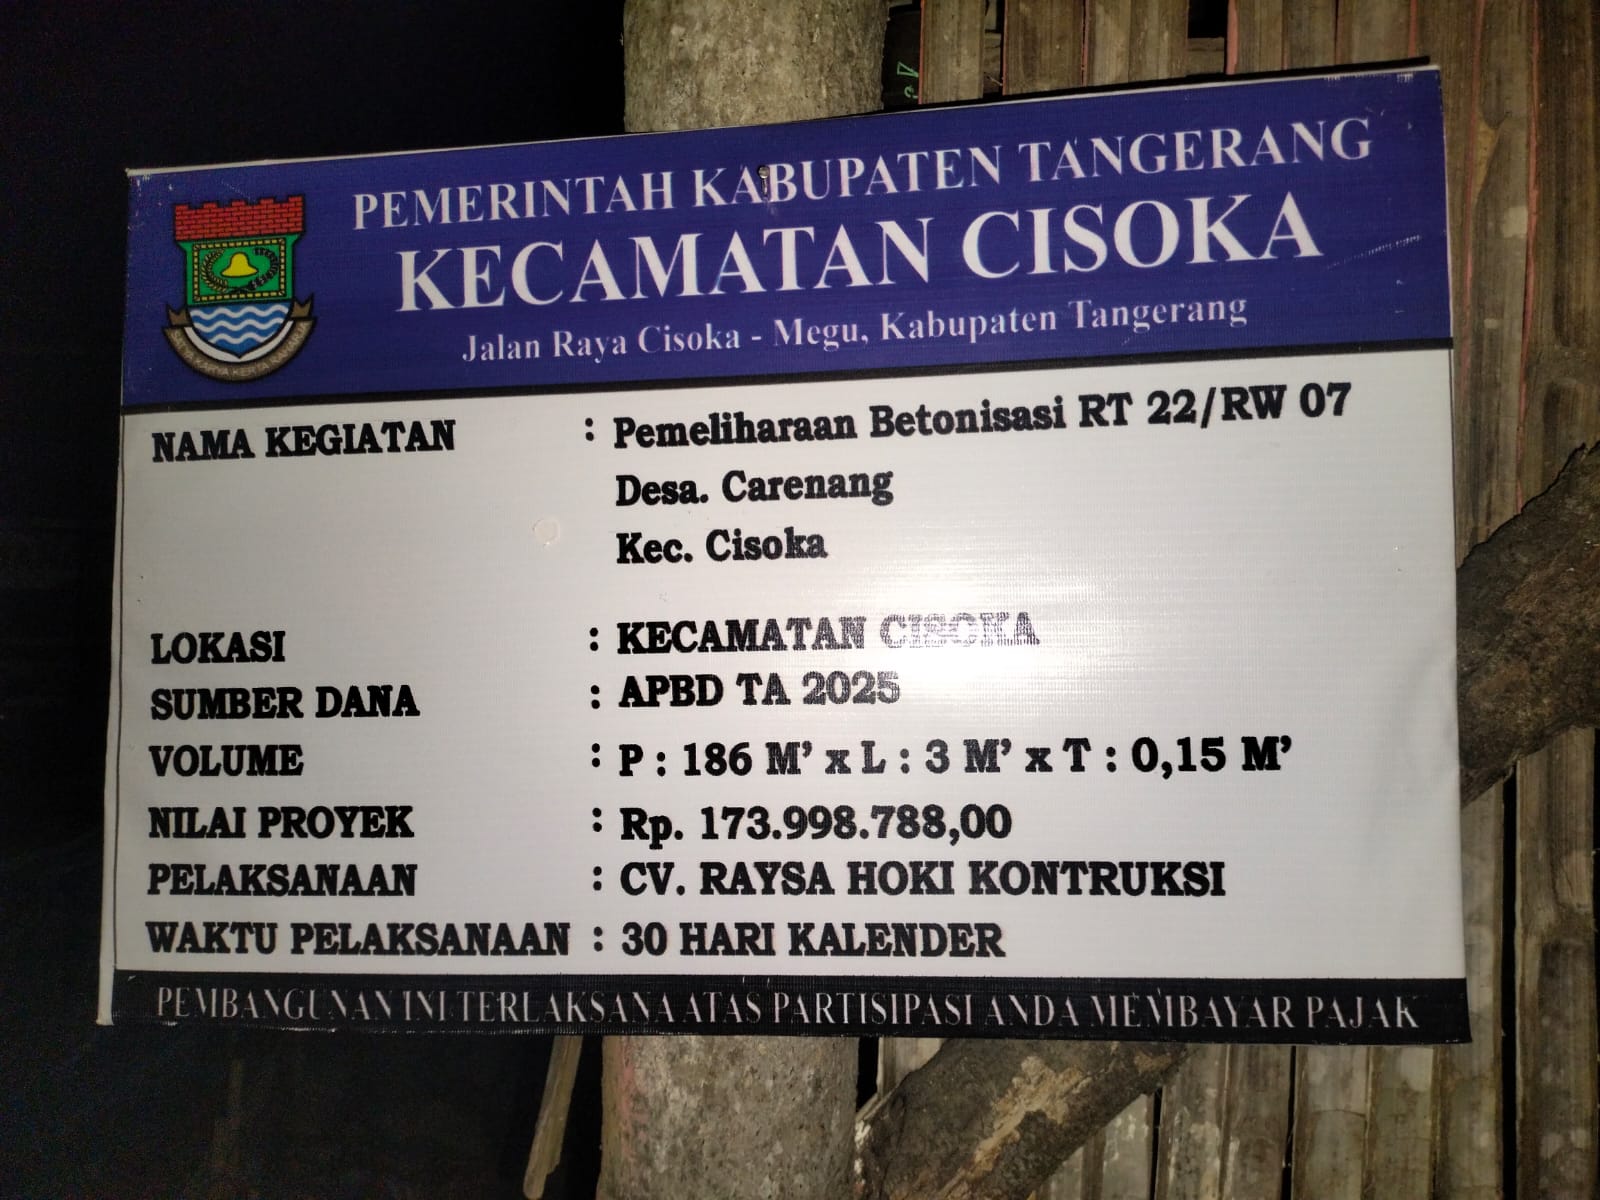 PEMERINTAH KABUPATEN TANGERANG
KECAMATAN CISOKA
Jalan Raya Cisoka - Megu, Kabupaten Tangerang
NAMA KEGIATAN : Pemeliharaan Betonisasi RT 22/RW 07
Desa. Carenang
Kec. Cisoka
LOKASI : KECAMATAN CISOKA
SUMBER DANA : APBD TA 2025
VOLUME : P : 186 M' x L : 3 M' x T : 0,15 M'
NILAI PROYEK : Rp. 173.998.788,00
PELAKSANAAN : CV. RAYSA HOKI KONTRUKSI
WAKTU PELAKSANAAN : 30 HARI KALENDER
PEMBANGUNAN INI TERLAKSANA ATAS PARTISIPASI ANDA MEMBAYAR PAJAK